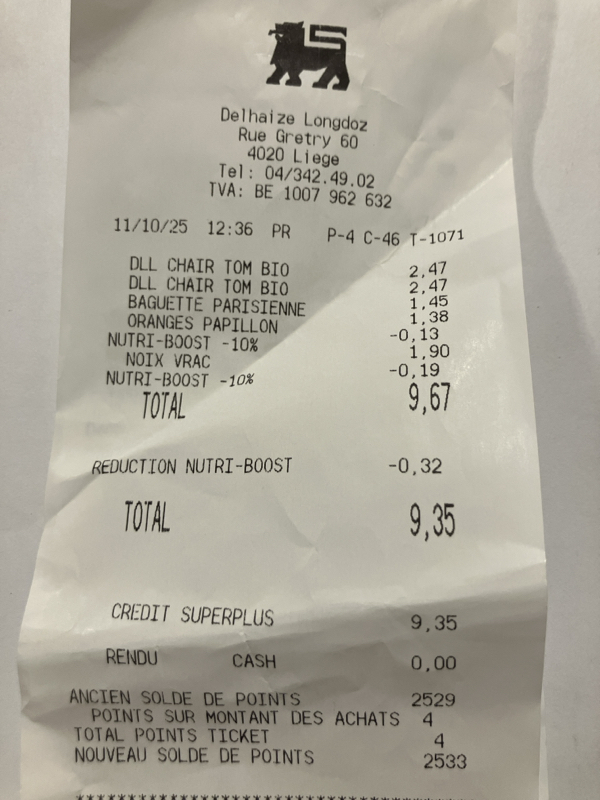 Delhaize Longdoz
Rue Gretry 60
4020 Liege
Tel: 04/342.49.02
TVA: BE 1007 962 632
11/10/25 12:36 PR P-4 C-46 T-1071
DLL CHAIR TOM BIO 2,47
DLL CHAIR TOM BIO 2,47
BAGUETTE PARISIENNE 1,45
ORANGES PAPILLON 1,38
NUTRI-BOOST -10% -0,13
NOIX VRAC 1,90
NUTRI-BOOST -10% -0,19
TOTAL 9,67
REDUCTION NUTRI-BOOST -0,32
TOTAL 9,35
CREDIT SUPERPLUS 9,35
RENDU CASH 0,00
ANCIEN SOLDE DE POINTS 2529
POINTS SUR MONTANT DES ACHATS 4
TOTAL POINTS TICKET 4
NOUVEAU SOLDE DE POINTS 2533